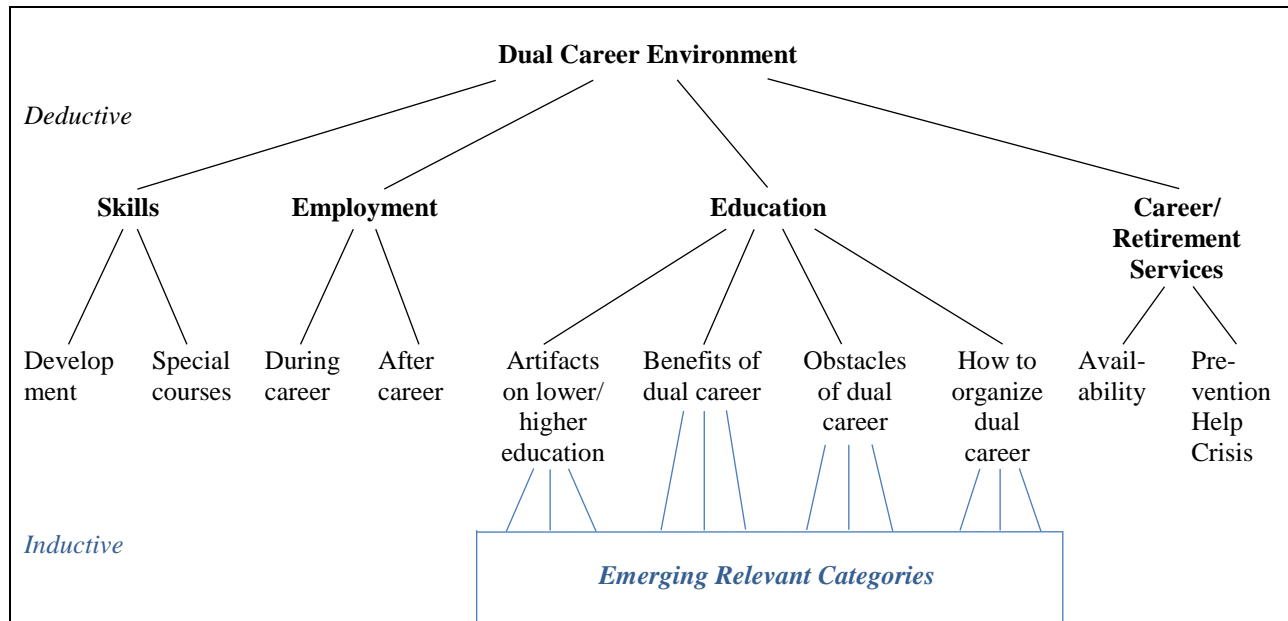 Dual Career Environment
Deductive
Skills
Employment
Education
Career/
Retirement
Services
Develop
ment
Special
courses
During
career
After
career
Artifacts
on lower/
higher
education
Benefits of
dual career
Obstacles
of dual
career
How to
organize
dual
career
Avail-
ability
Pre-
vention
Help
Crisis
Inductive
Emerging Relevant Categories